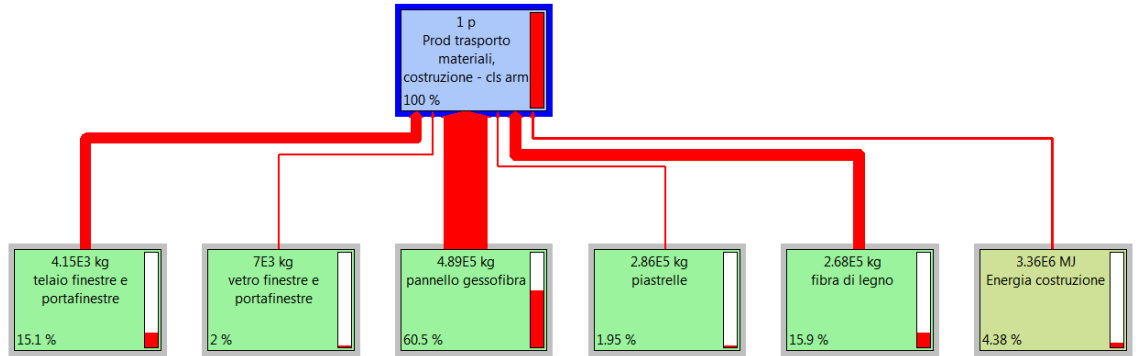 1 p
Prod trasporto
materiali,
costruzione - cls arm
100 %
4.15E3 kg
telaio finestre e
portafinestre
15.1 %
7E3 kg
vetro finestre e
portafinestre
2 %
4.89E5 kg
pannello gessofibra
60.5 %
2.86E5 kg
piastrelle
1.95 %
2.68E5 kg
fibra di legno
15.9 %
3.36E6 MJ
Energia costruzione
4.38 %